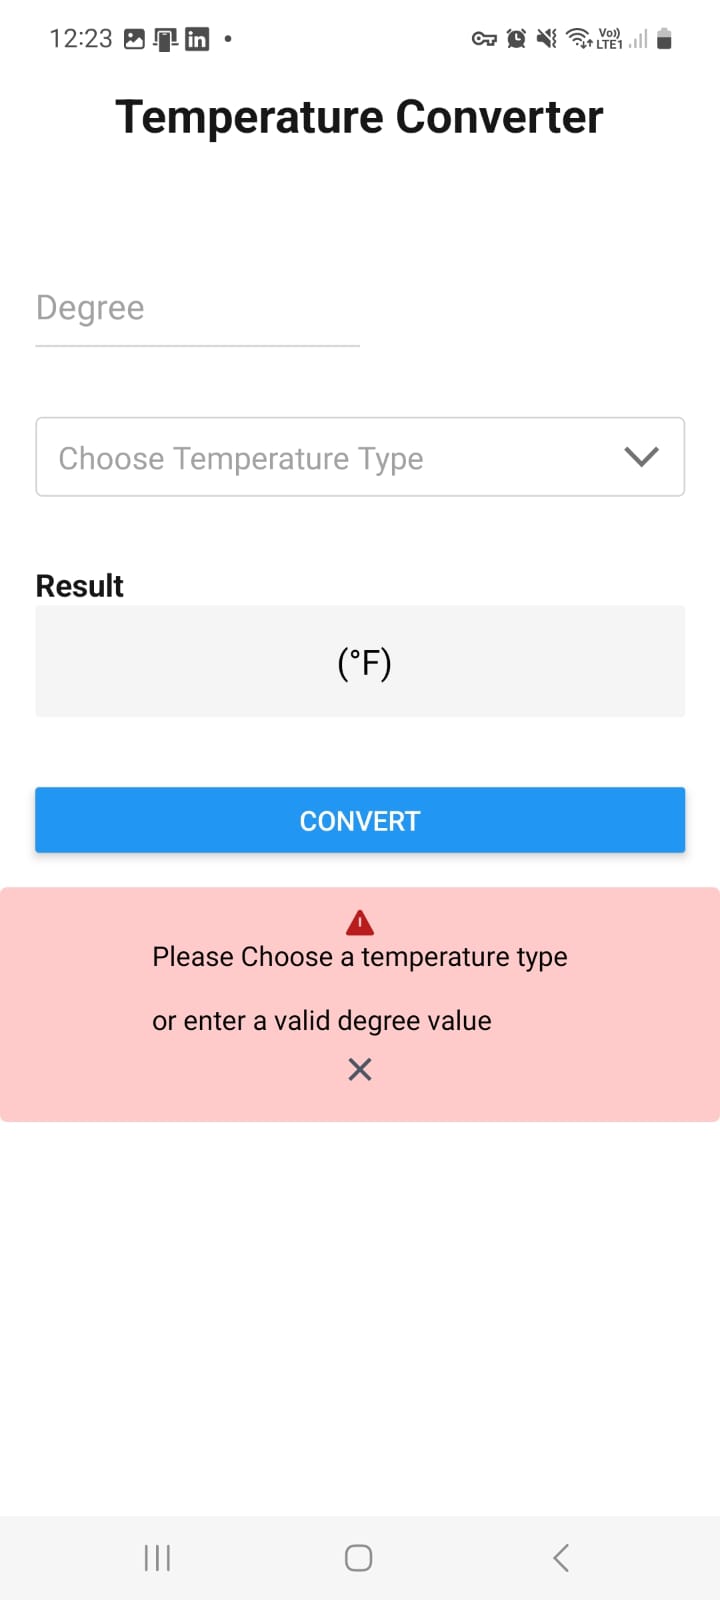 12:23
in
Vo))
LTE1
Temperature Converter
Degree
Choose Temperature Type
Result
(°F)
CONVERT
Please Choose a temperature type
or enter a valid degree value